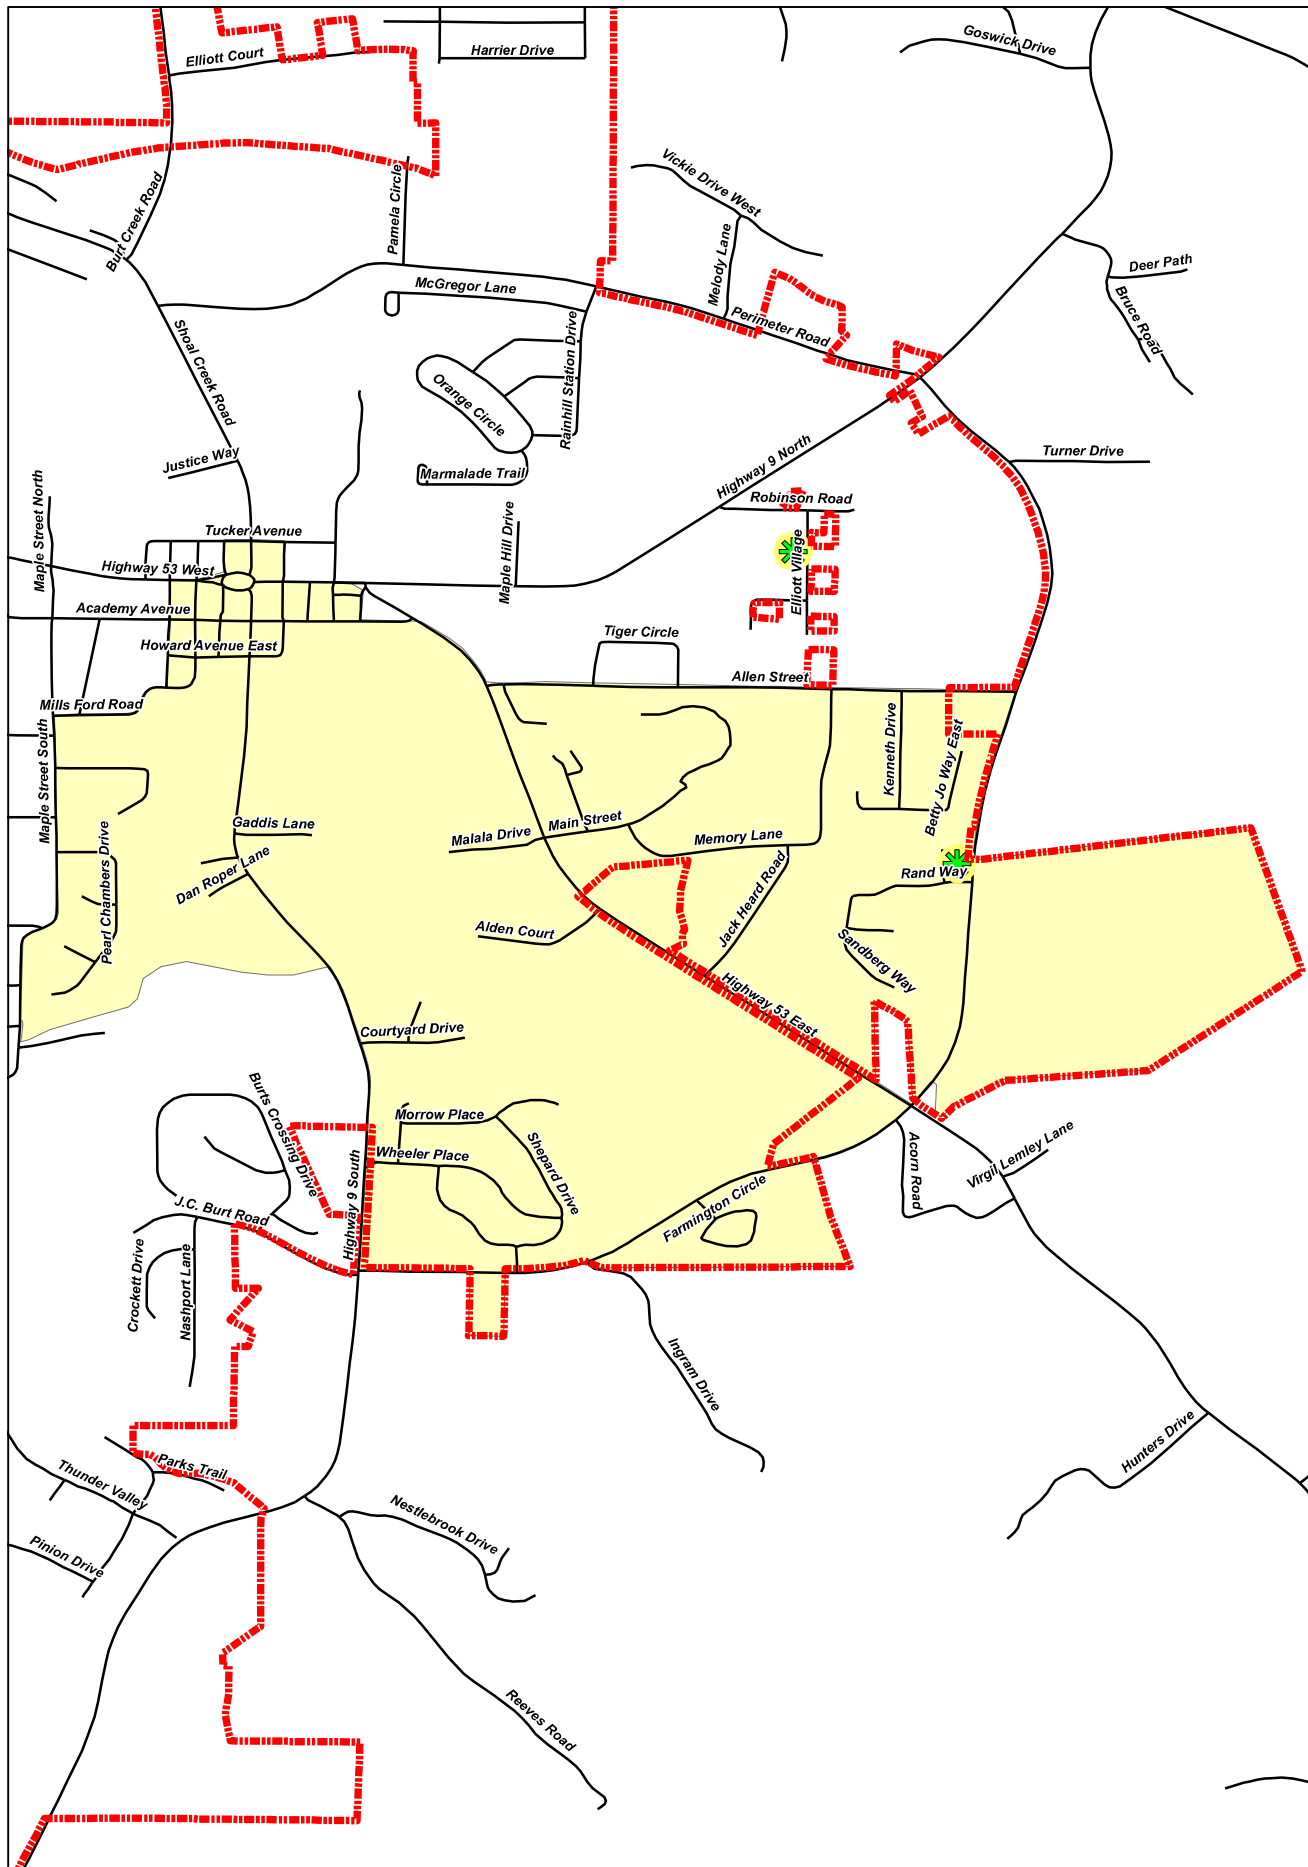 Harrier Drive
Goswick Drive
Elliott Court
Vickie Drive West
Burt Creek Road
Pamela Circle
Melody Lane
Deer Path
Bruce Road
McGregor Lane
Perimeter Road
Shoal Creek Road
Rainhill Station Drive
Orange Circle
Highway 9 North
Turner Drive
Justice Way
Marmalade Trail
Maple Street North
Robinson Road
Tucker Avenue
Maple Hill Drive
Elliott Village
Highway 53 West
Academy Avenue
Howard Avenue East
Tiger Circle
Allen Street
Mills Ford Road
Maple Street South
Kenneth Drive
Betty Jo Way East
Gaddis Lane
Malala Drive
Main Street
Memory Lane
Dan Roper Lane
Pearl Chambers Drive
Rand Way
Jack Heard Road
Alden Court
Sandberg Way
Highway 53 East
Courtyard Drive
Burts Crossing Drive
Morrow Place
Wheeler Place
Shepard Drive
Acorn Road
Virgil Lemley Lane
J.C. Burt Road
Highway 9 South
Farmington Circle
Crockett Drive
Nashport Lane
Ingram Drive
Hunters Drive
Parks Trail
Thunder Valley
Pinion Drive
Nestlebrook Drive
Reeves Road